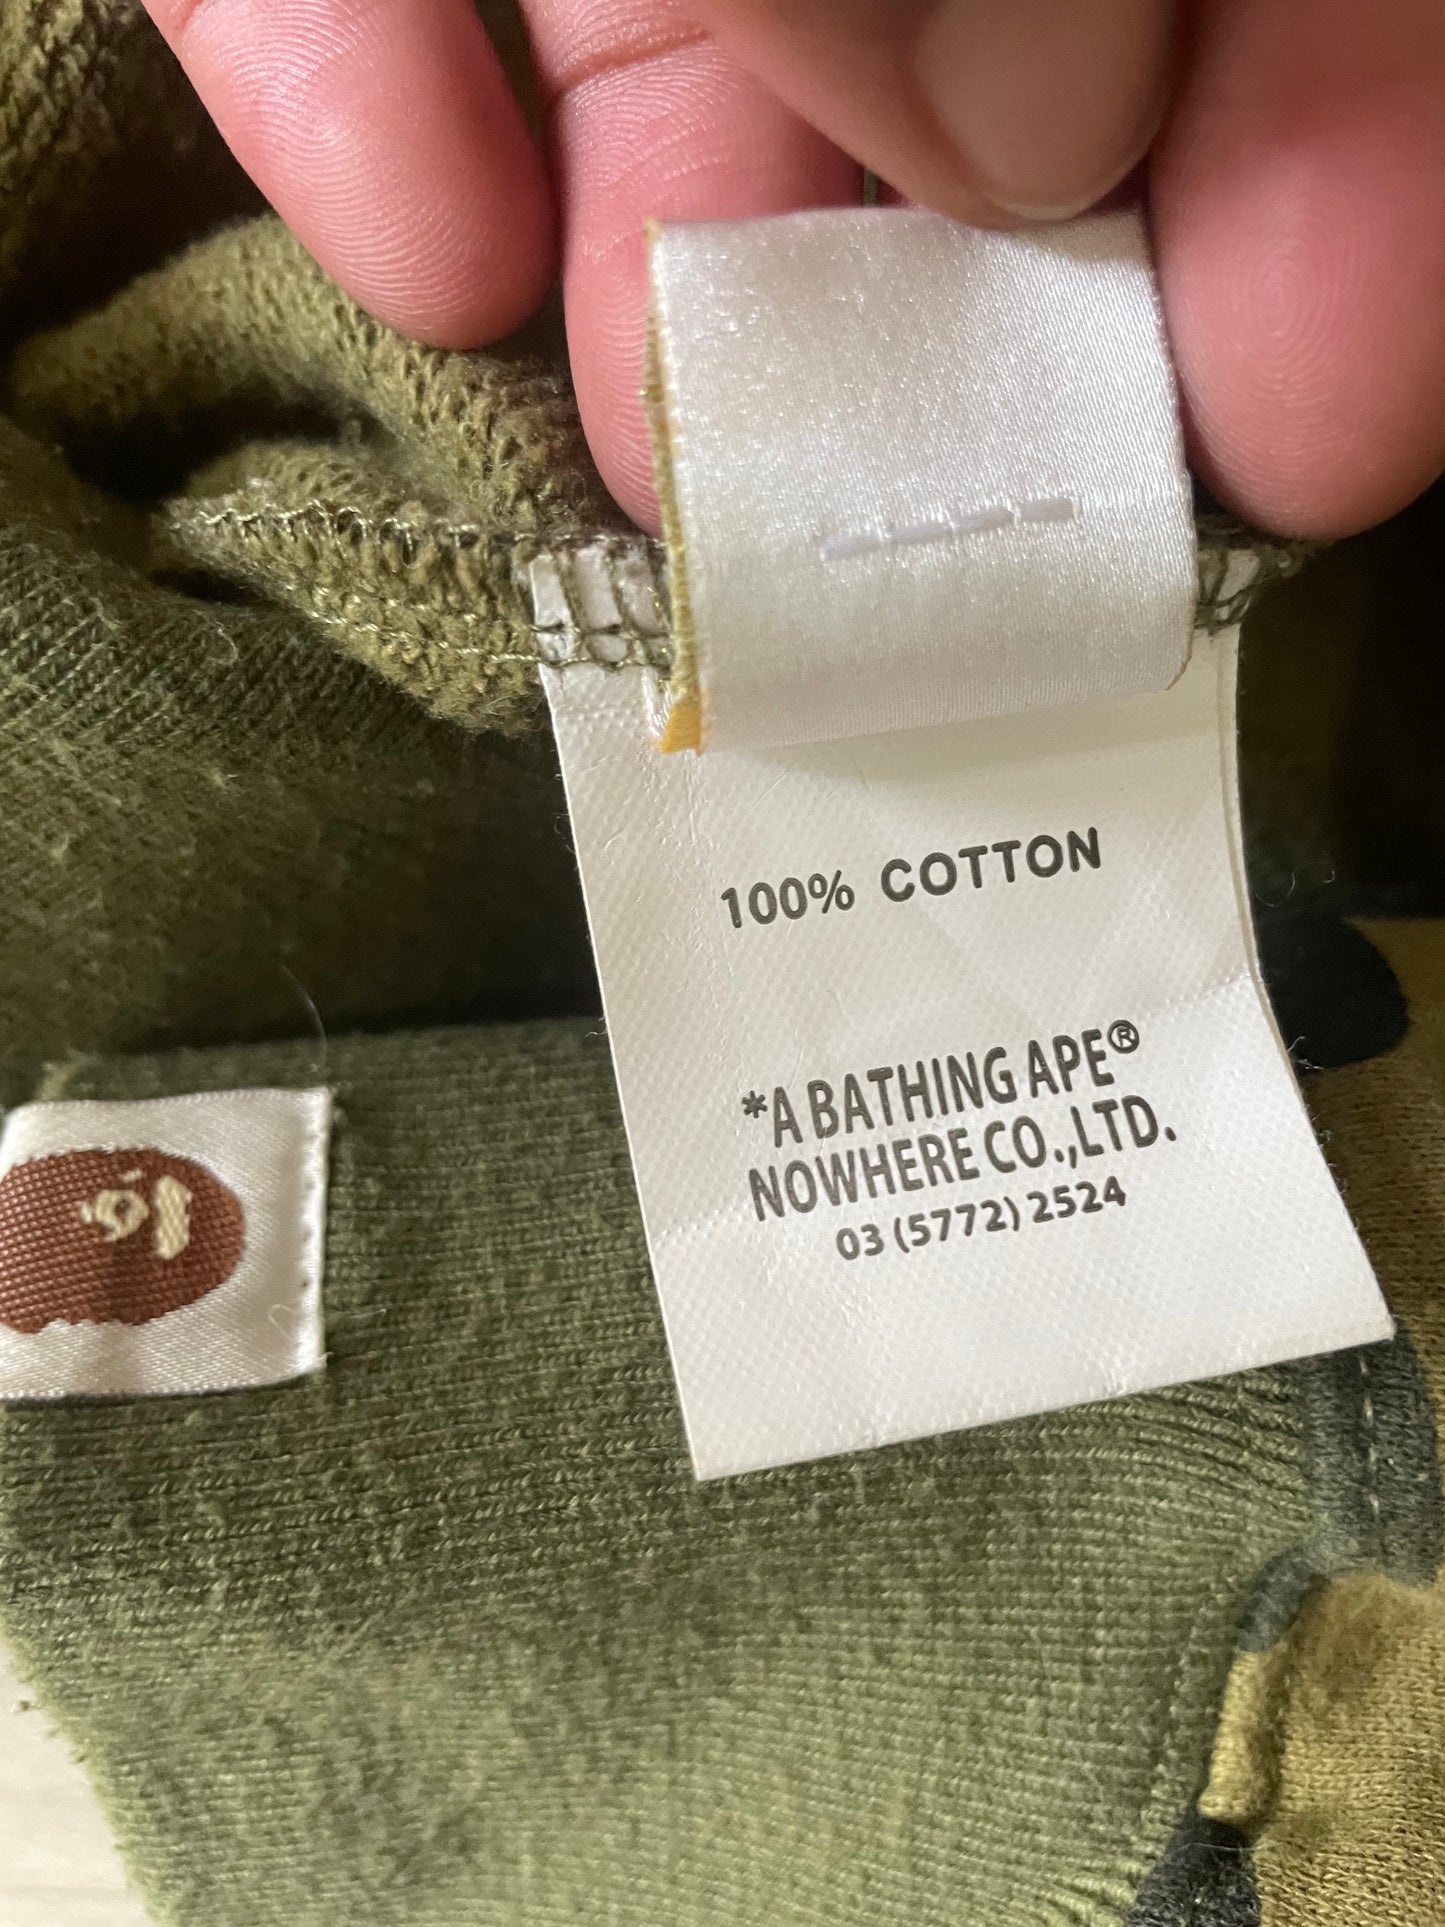 100% COTTON
*A BATHING APE®
NOWHERE CO.,LTD.
03 (5772) 2524